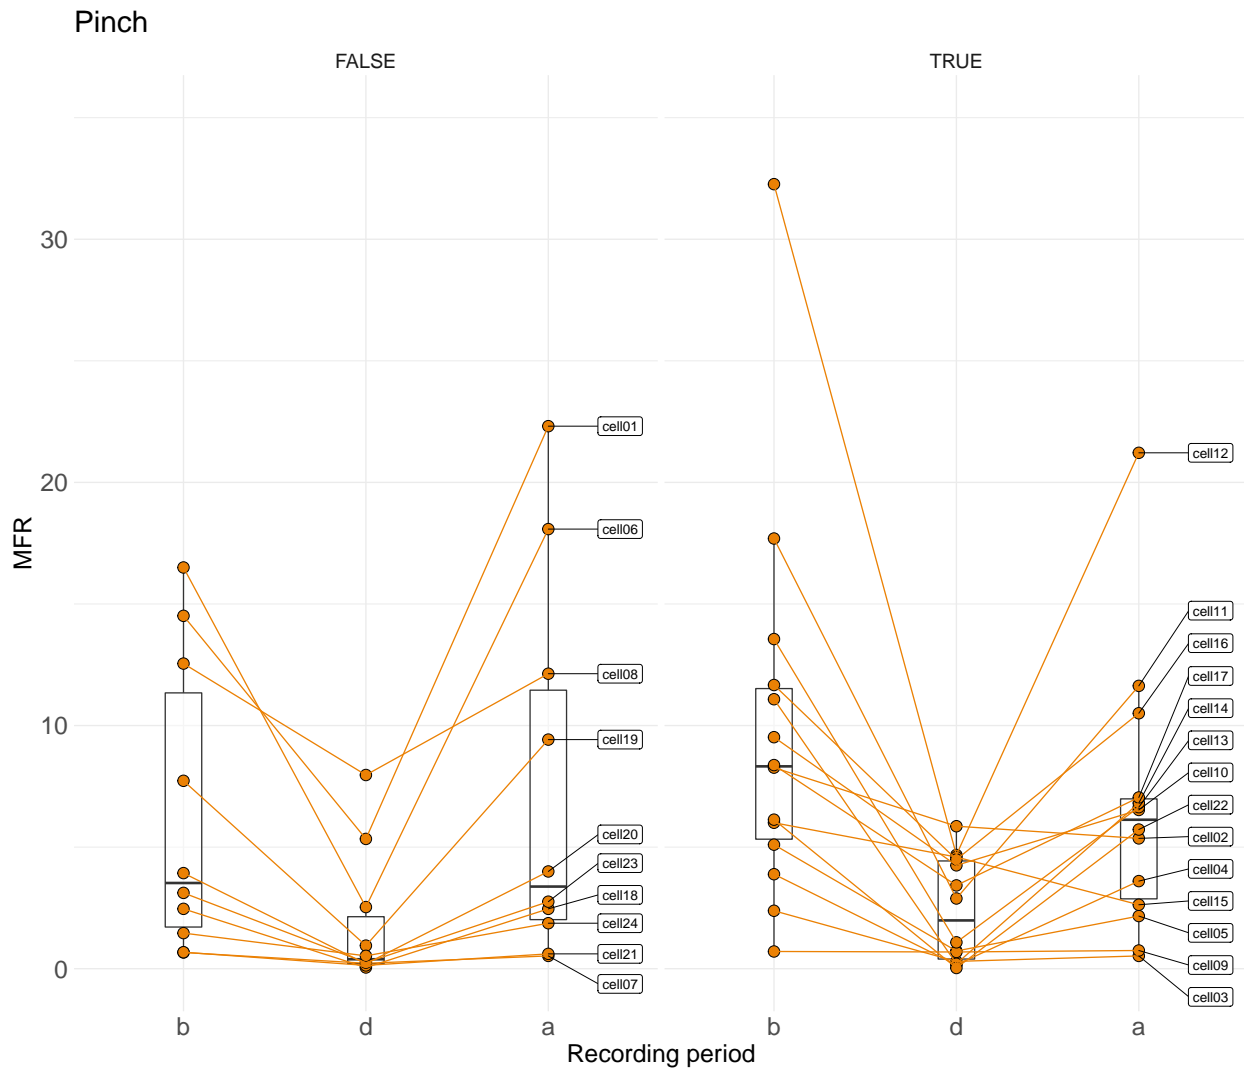 Pinch
FALSE
TRUE
MFR
30
20
10
0
cell01
cell06
cell08
cell19
cell20
cell23
cell18
cell24
cell21
cell07
cell12
cell11
cell16
cell17
cell14
cell13
cell10
cell22
cell02
cell04
cell15
cell05
cell09
cell03
b
d
a
b
d
a
Recording period